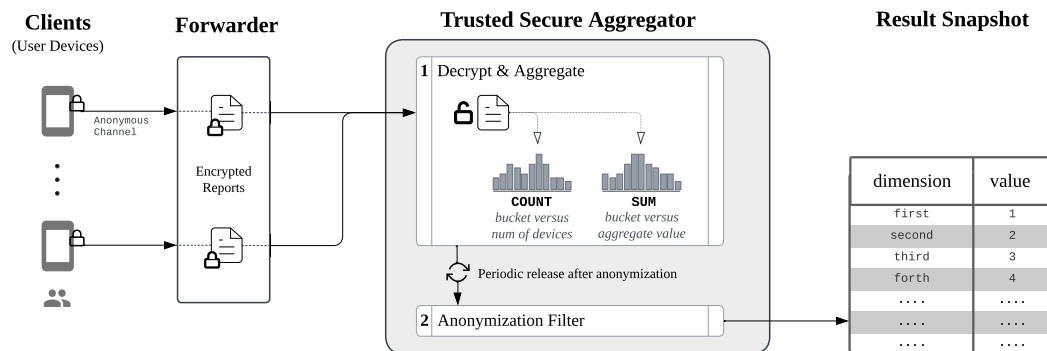 Clients
(User Devices)
Forwarder
Trusted Secure Aggregator
Result Snapshot
Anonymous
Channel
Encrypted
Reports
1 Decrypt & Aggregate
COUNT
bucket versus
num of devices
SUM
bucket versus
aggregate value
Periodic release after anonymization
2 Anonymization Filter
dimension value
first 1
second 2
third 3
forth 4
.... ....
.... ....
.... ....